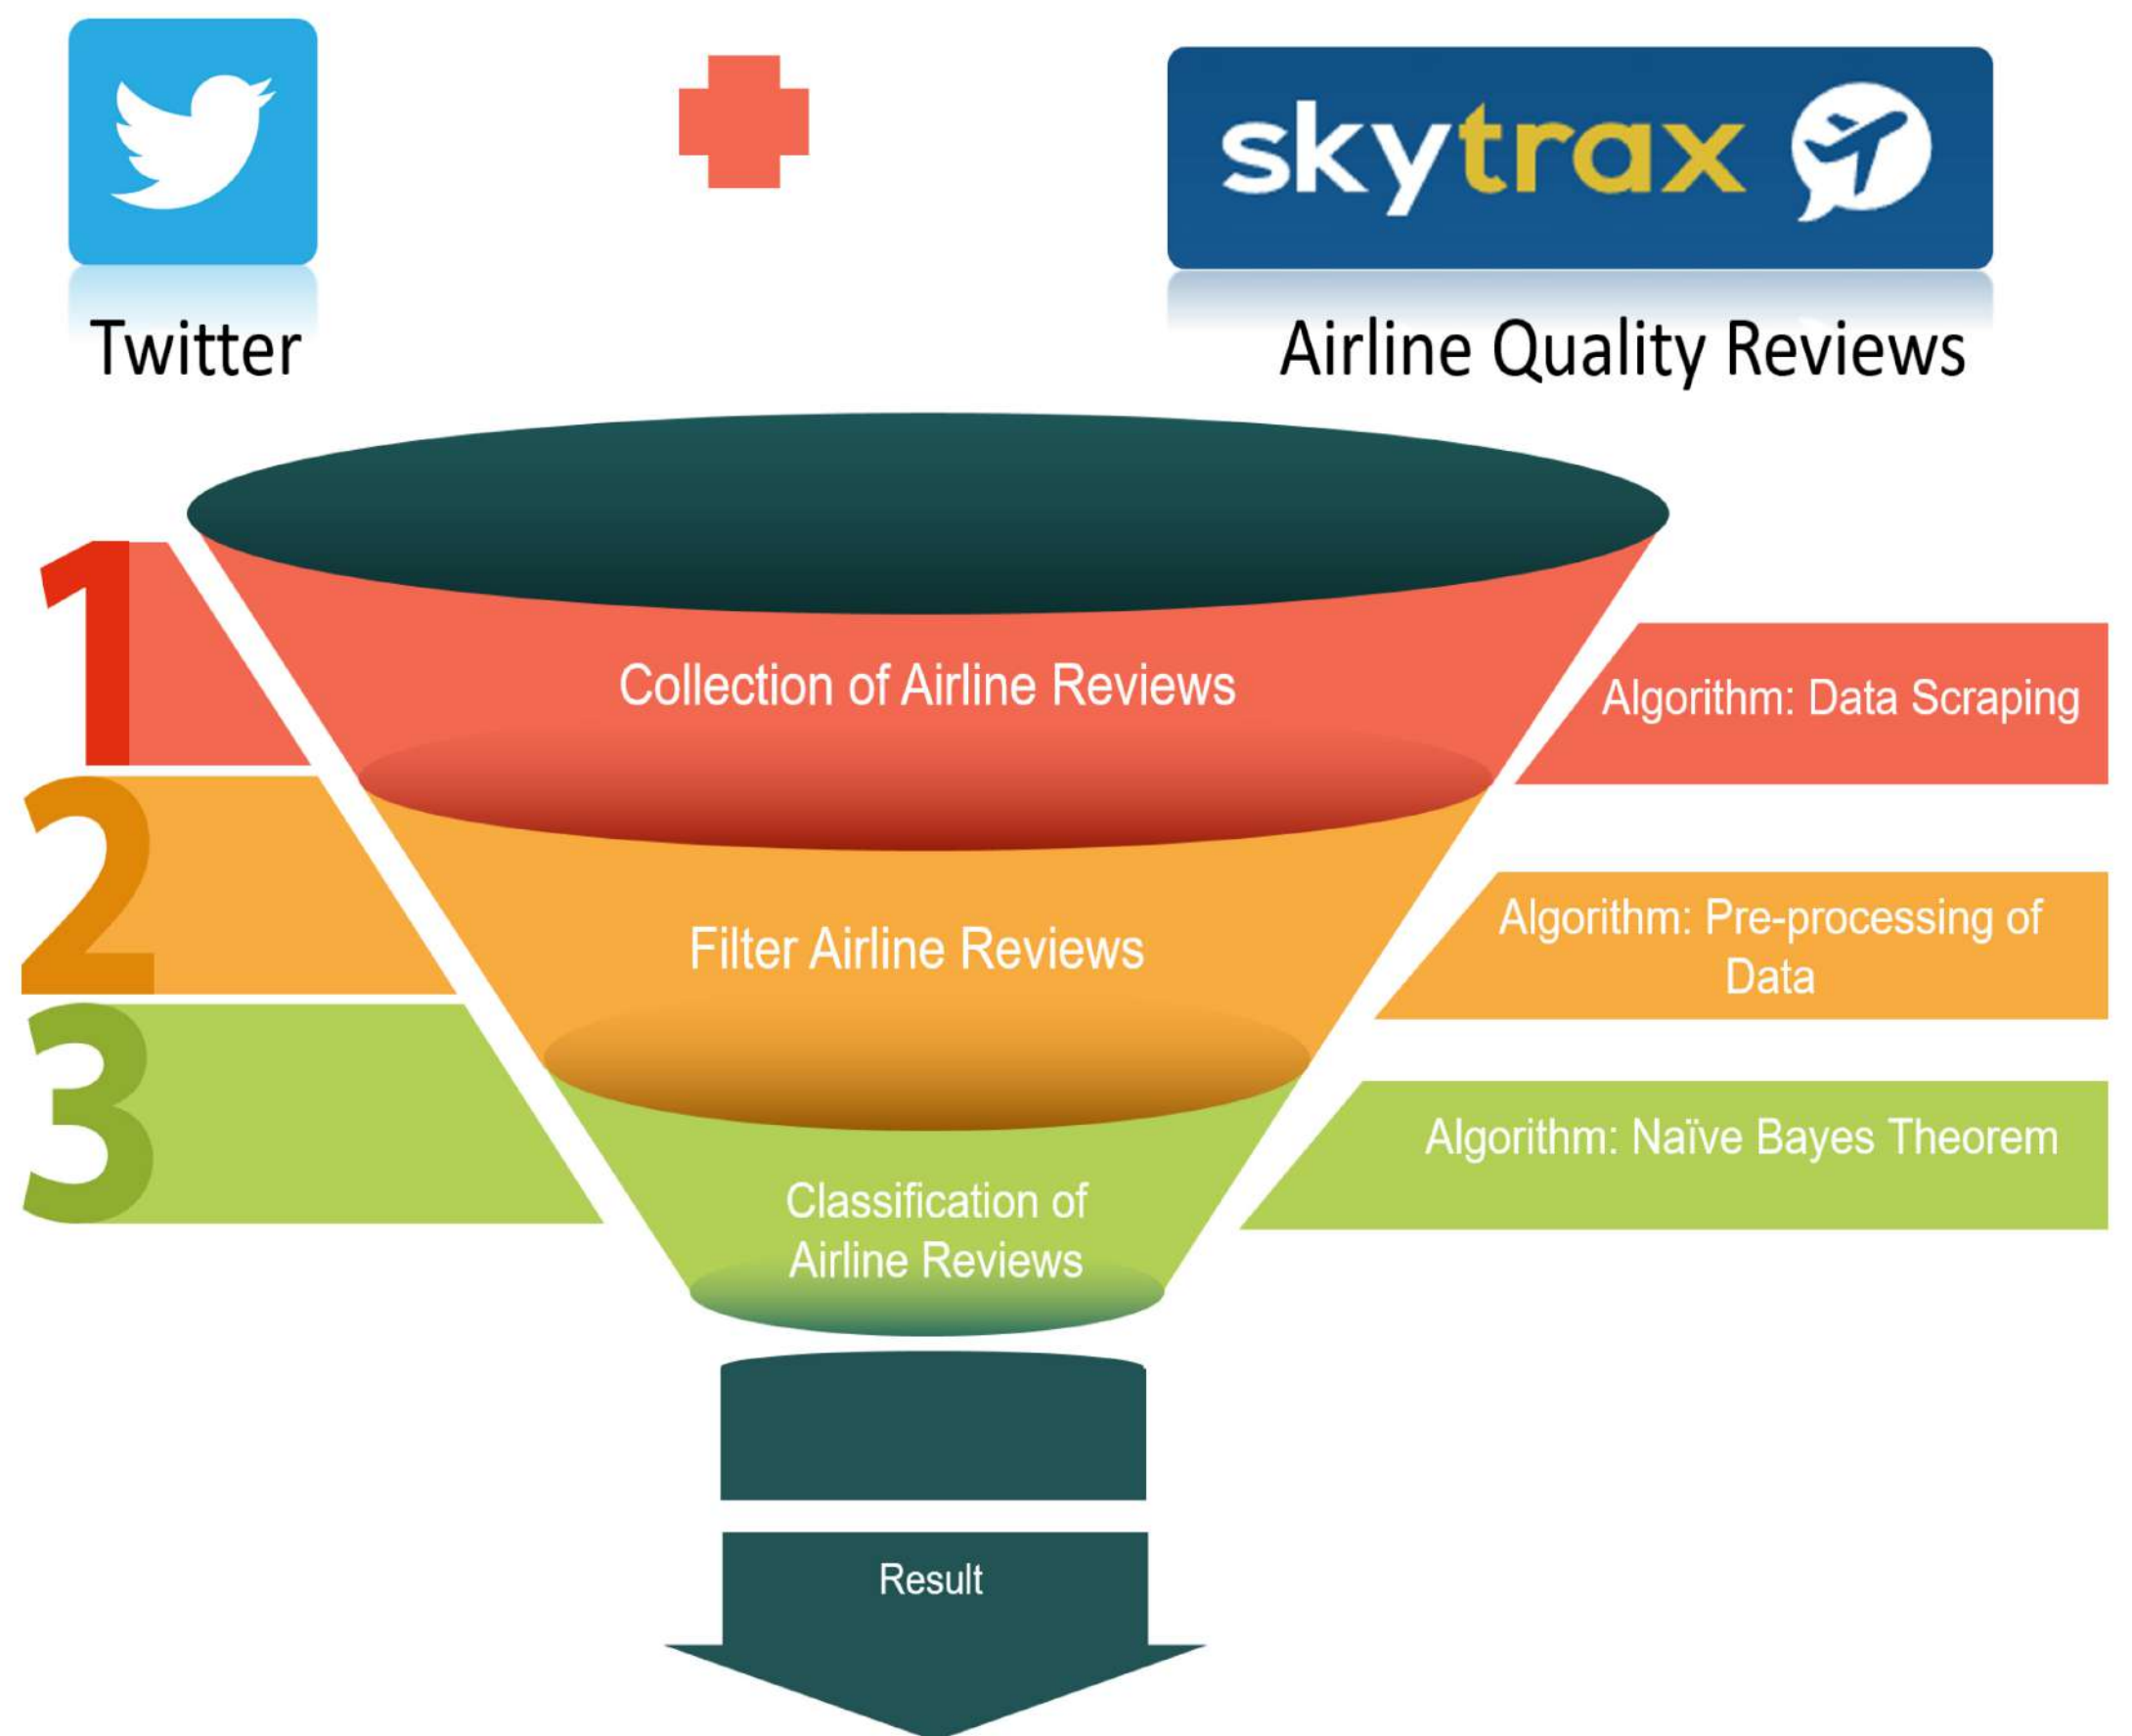 skytrax
Twitter
Airline Quality Reviews
1
Collection of Airline Reviews
Algorithm: Data Scraping
2
Filter Airline Reviews
Algorithm: Pre-processing of
Data
3
Classification of
Airline Reviews
Algorithm: Naïve Bayes Theorem
Result